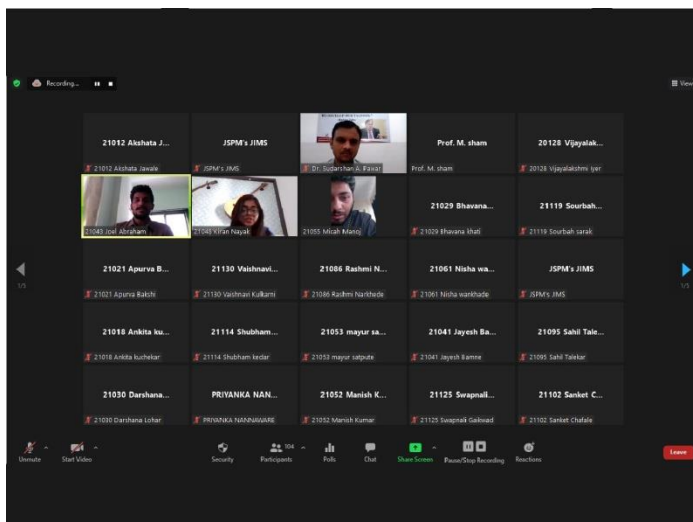 Recording...
View
21012 Akshata J...
21012 Akshata Jawale
JSPM's JIMS
JSPM's JIMS
Dr. Sudarshan A. Pawar
Prof. M. sham
Prof. M. sham
20128 Vijayalak...
20128 Vijayalakshmi Iyer
21043 Joel Abraham
21048 Kiran Nayak
21055 Micah Manoj
21029 Bhavana...
21029 Bhavana khati
21119 Sourbah...
21119 Sourbah sarak
21021 Apurva B...
21021 Apurva Bakshi
21130 Vaishnavi...
21130 Vaishnavi Kulkarni
21086 Rashmi N...
21086 Rashmi Narkhede
21061 Nisha wa...
21061 Nisha wankhade
JSPM's JIMS
JSPM's JIMS
1/5
1/5
21018 Ankita ku...
21018 Ankita kuchekar
21114 Shubham...
21114 Shubham kedar
21053 mayur sa...
21053 mayur satpute
21041 Jayesh Ba...
21041 Jayesh Bamne
21095 Sahil Tale...
21095 Sahil Talekar
21030 Darshana...
21030 Darshana Lohar
PRIYANKA NAN...
PRIYANKA NANNAWARE
21052 Manish K...
21052 Manish Kumar
21125 Swapnali...
21125 Swapnali Gaikwad
21102 Sanket C...
21102 Sanket Chafale
Unmute
Start Video
Security
104
Participants
Polls
Chat
Share Screen
Pause/Stop Recording
Reactions
Leave